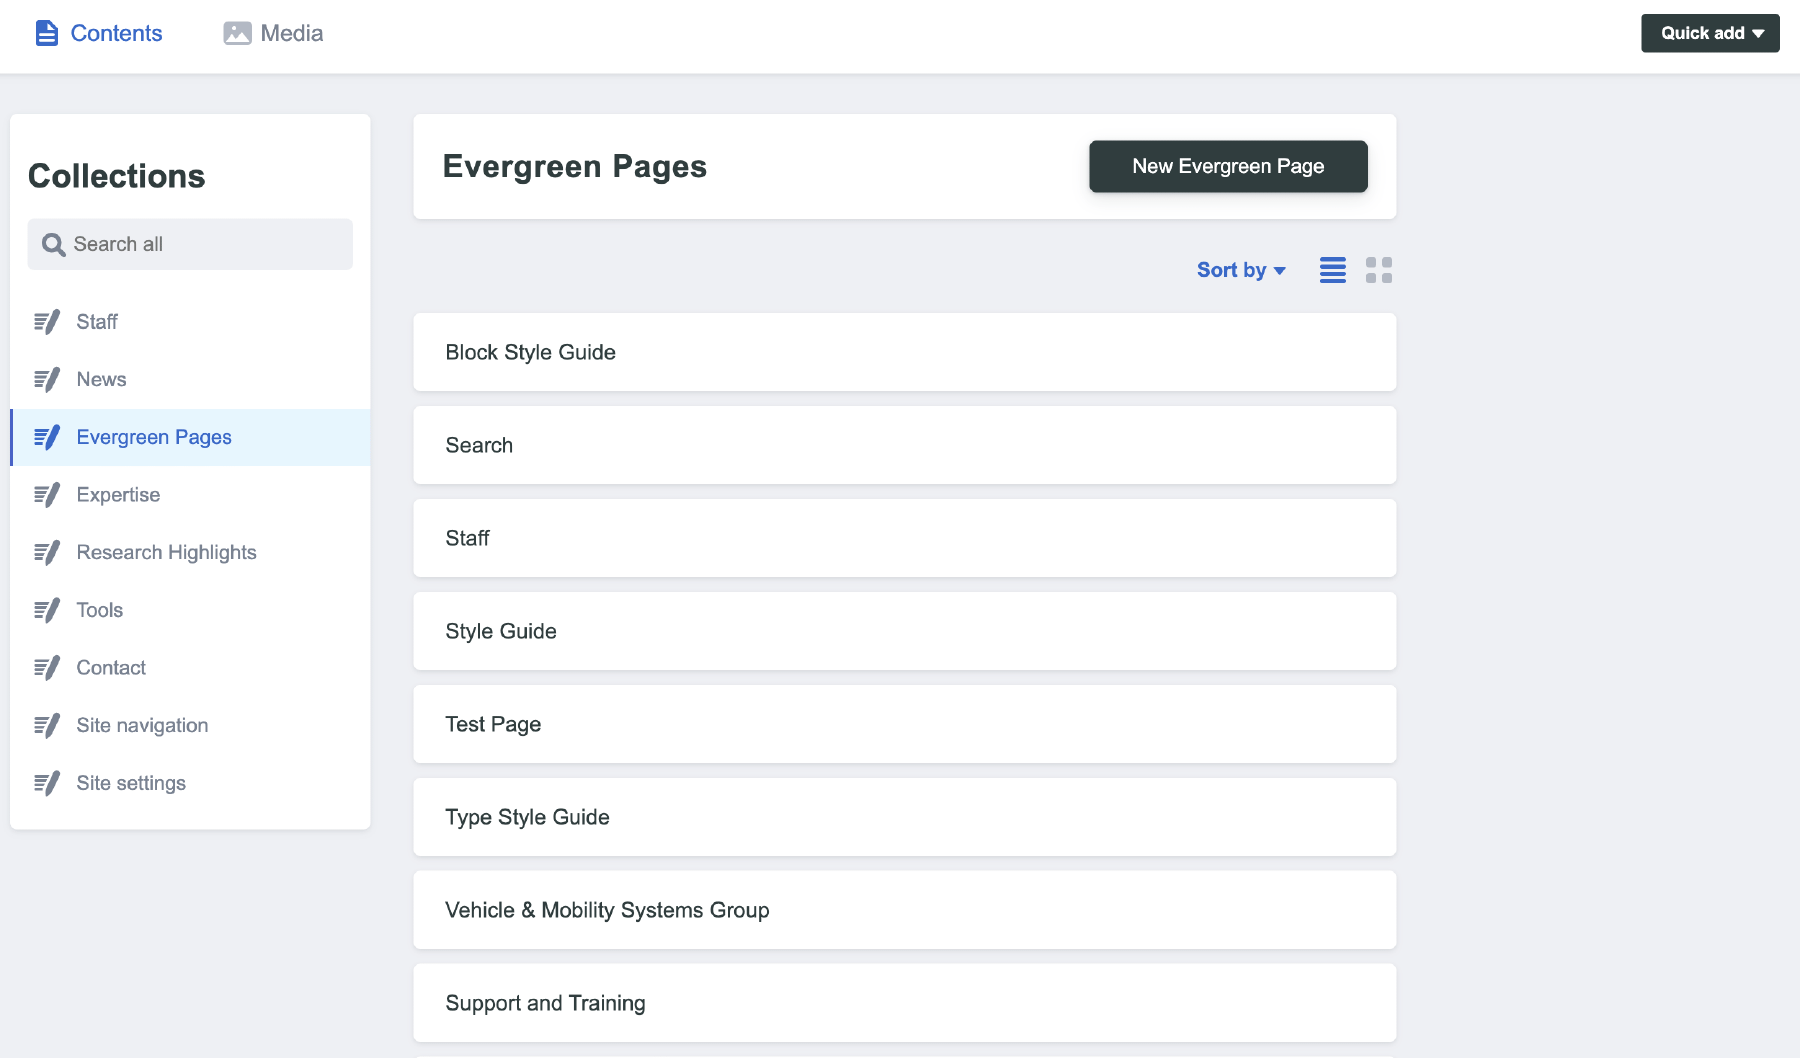 Contents
Media
Quick add
Collections
Search all
Staff
News
Evergreen Pages
Expertise
Research Highlights
Tools
Contact
Site navigation
Site settings
Evergreen Pages
New Evergreen Page
Sort by
Block Style Guide
Search
Staff
Style Guide
Test Page
Type Style Guide
Vehicle & Mobility Systems Group
Support and Training